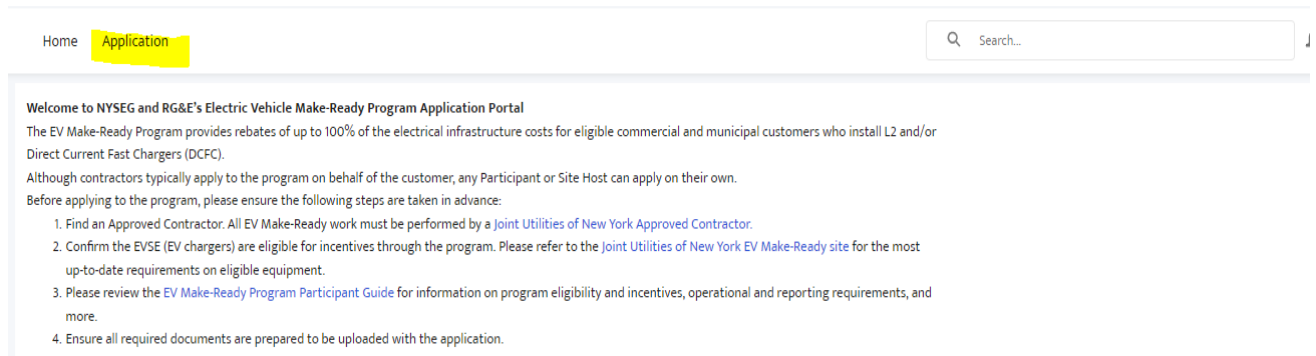 Home Application Search...
Welcome to NYSEG and RG&E's Electric Vehicle Make-Ready Program Application Portal
The EV Make-Ready Program provides rebates of up to 100% of the electrical infrastructure costs for eligible commercial and municipal customers who install L2 and/or
Direct Current Fast Chargers (DCFC).
Although contractors typically apply to the program on behalf of the customer, any Participant or Site Host can apply on their own.
Before applying to the program, please ensure the following steps are taken in advance:
1. Find an Approved Contractor. All EV Make-Ready work must be performed by a Joint Utilities of New York Approved Contractor.
2. Confirm the EVSE (EV chargers) are eligible for incentives through the program. Please refer to the Joint Utilities of New York EV Make-Ready site for the most
up-to-date requirements on eligible equipment.
3. Please review the EV Make-Ready Program Participant Guide for information on program eligibility and incentives, operational and reporting requirements, and
more.
4. Ensure all required documents are prepared to be uploaded with the application.